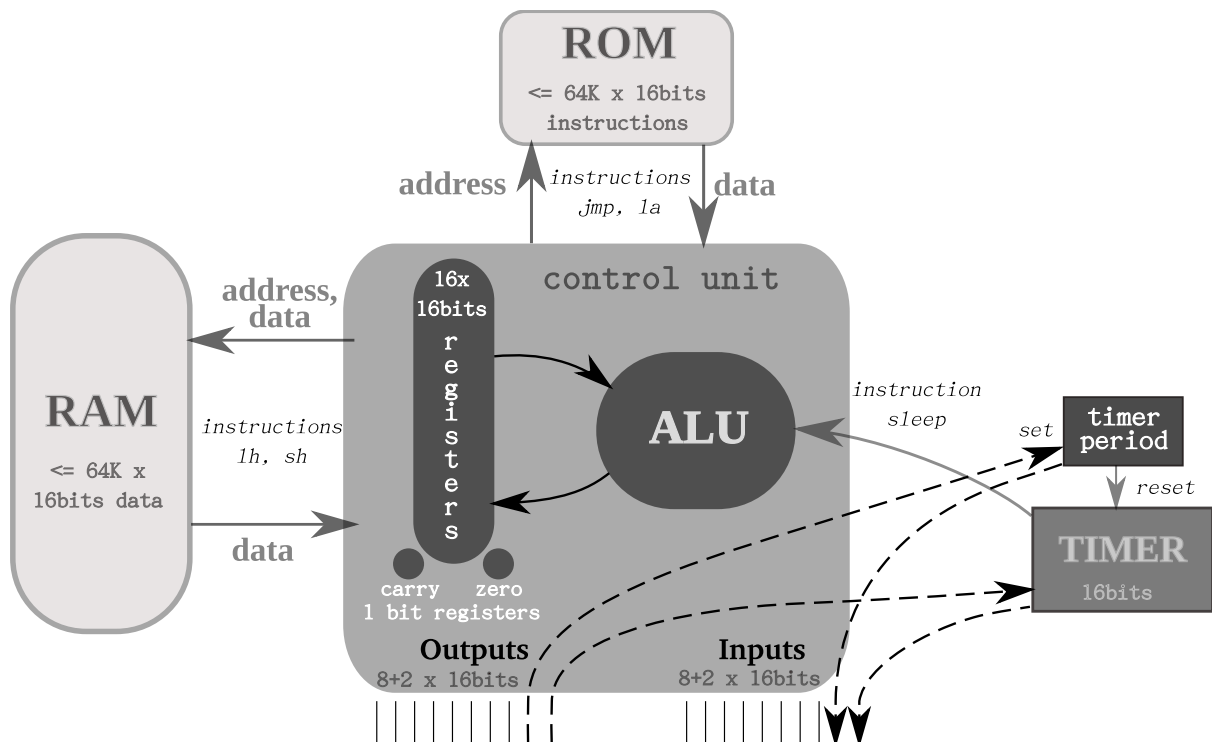 ROM
<= 64K x 16bits
instructions
address
instructions
jmp, la
data
control unit
16x
16bits
registers
address,
data
RAM
<= 64K x
16bits data
instructions
lh, sh
data
ALU
instruction
sleep
set
timer
period
reset
TIMER
16bits
carry zero
1 bit registers
Outputs
8+2 x 16bits
Inputs
8+2 x 16bits